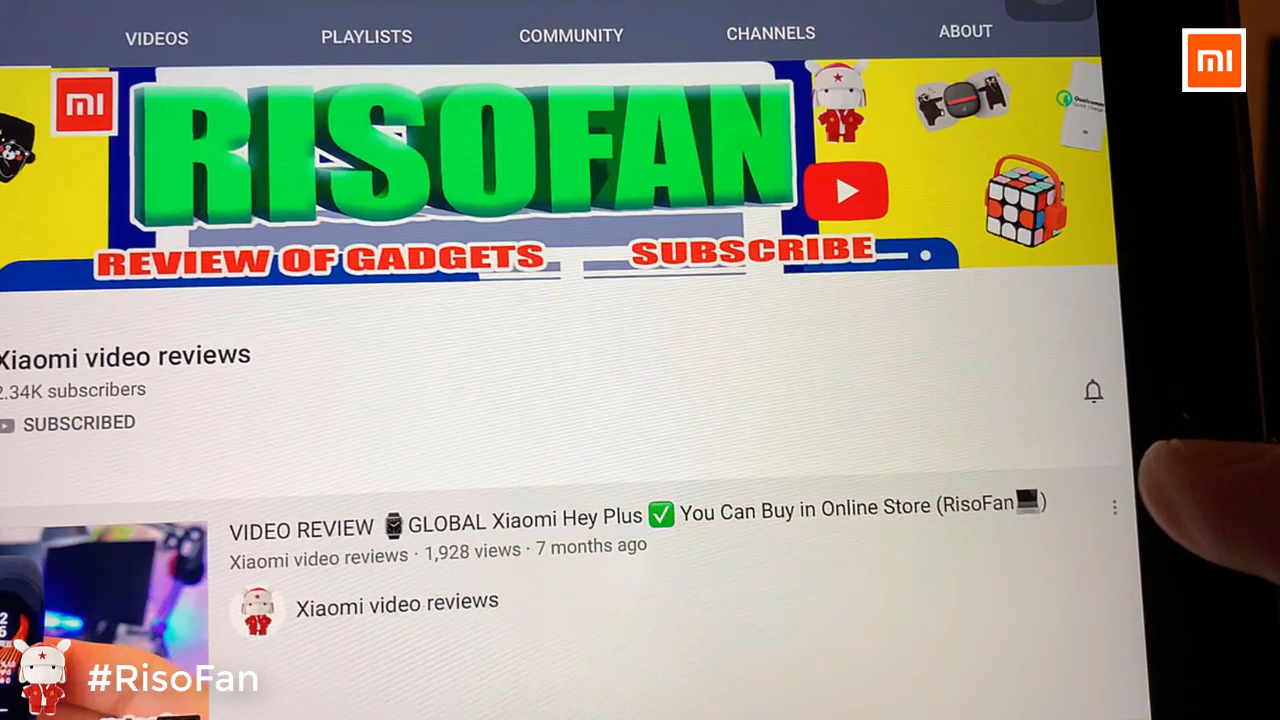 VIDEOS PLAYLISTS COMMUNITY CHANNELS ABOUT
mi
mi
RISOFAN
REVIEW OF GADGETS SUBSCRIBE
Xiaomi video reviews
2.34K subscribers
SUBSCRIBED
VIDEO REVIEW ⌚GLOBAL Xiaomi Hey Plus ✅ You Can Buy in Online Store (RisoFan💻)
Xiaomi video reviews · 1,928 views · 7 months ago
Xiaomi video reviews
#RisoFan